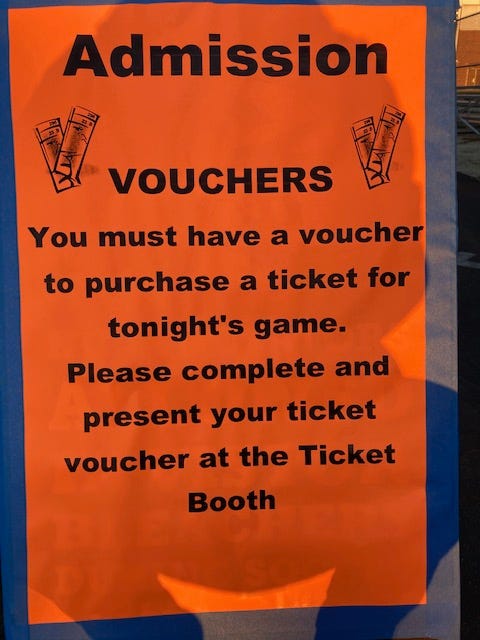 Admission
VOUCHERS
You must have a voucher
to purchase a ticket for
tonight's game.
Please complete and
present your ticket
voucher at the Ticket
Booth